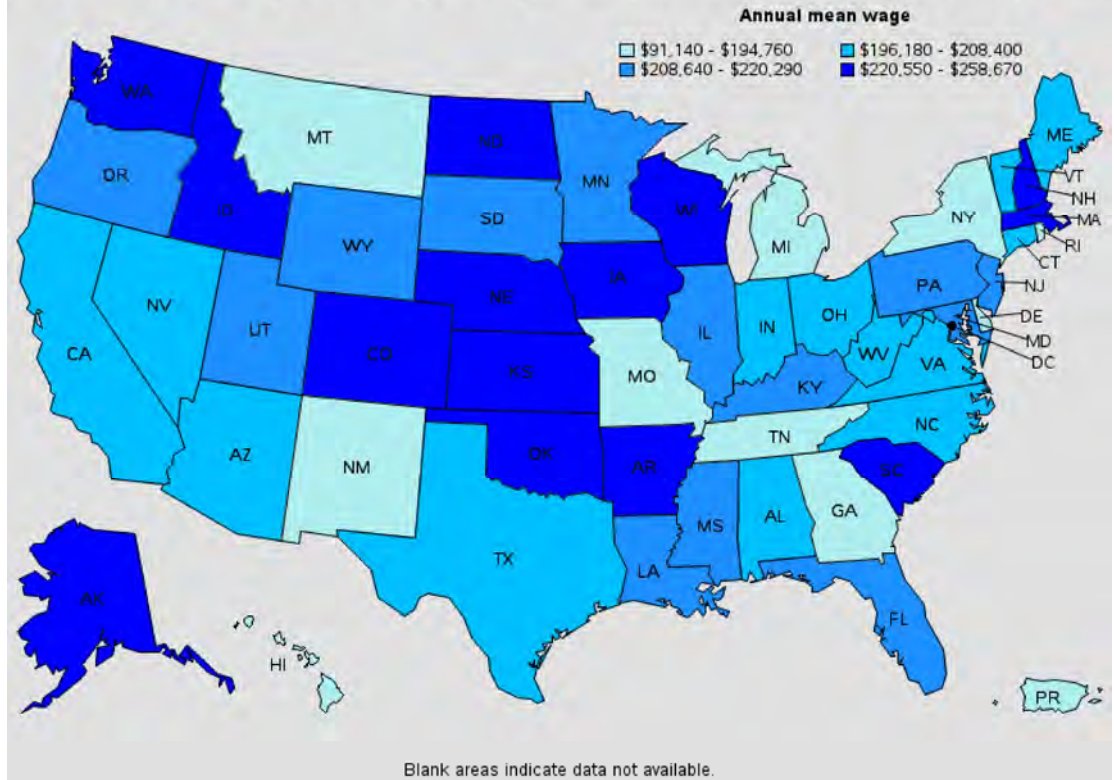 Annual mean wage
$91,140 - $194,760 $196,180 - $208,400
$208,640 - $220,290 $220,550 - $258,670
WA
MT
ND
MN
ME
VT
NH
MA
RI
CT
OR
ID
SD
WI
NY
MI
WY
PA
NJ
NE
IA
DE
MD
DC
NV
UT
IL
IN
OH
WV
VA
CA
CO
KS
MO
KY
NC
TN
AZ
NM
OK
AR
SC
MS
AL
GA
TX
LA
FL
AK
HI
PR
Blank areas indicate data not available.